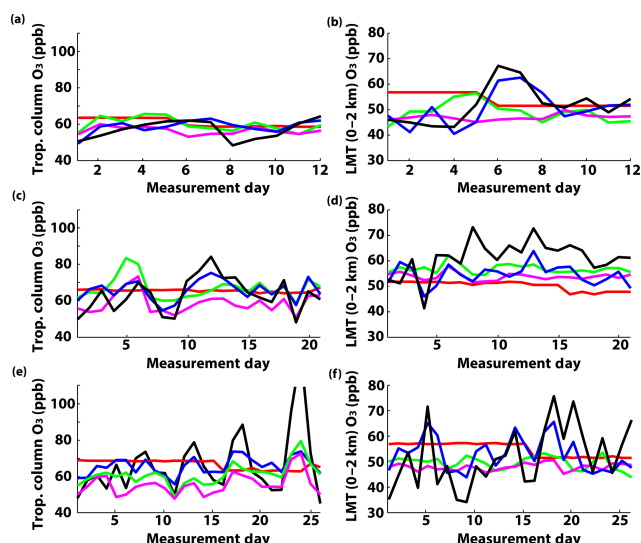 (a)
Trop. column O3 (ppb)
100
80
60
40
2 4 6 8 10 12
Measurement day
(b)
LMT (0−2 km) O3 (ppb)
80
70
60
50
40
30
2 4 6 8 10 12
Measurement day
(c)
Trop. column O3 (ppb)
100
80
60
40
5 10 15 20
Measurement day
(d)
LMT (0−2 km) O3 (ppb)
80
70
60
50
40
30
5 10 15 20
Measurement day
(e)
Trop. column O3 (ppb)
100
80
60
40
5 10 15 20 25
Measurement day
(f)
LMT (0−2 km) O3 (ppb)
80
70
60
50
40
30
5 10 15 20 25
Measurement day